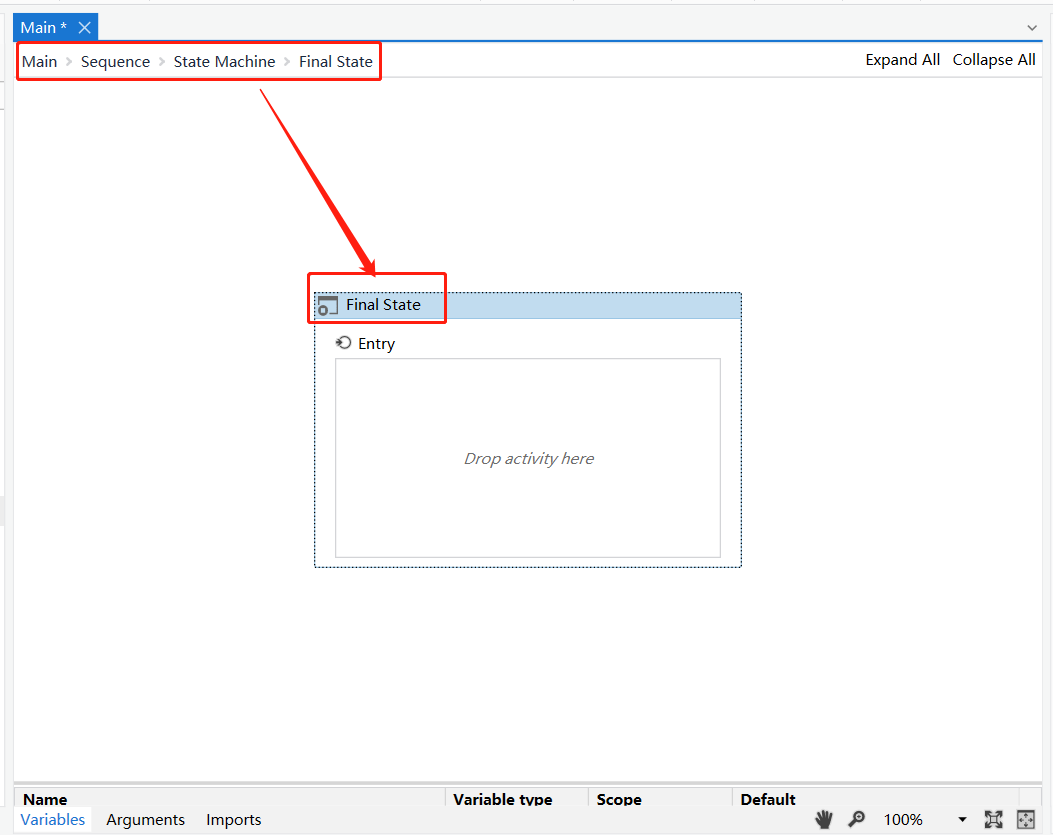 Main *
Main > Sequence > State Machine > Final State
Expand All Collapse All
Final State
Entry
Drop activity here
Name Variable type Scope Default
Variables Arguments Imports 100%